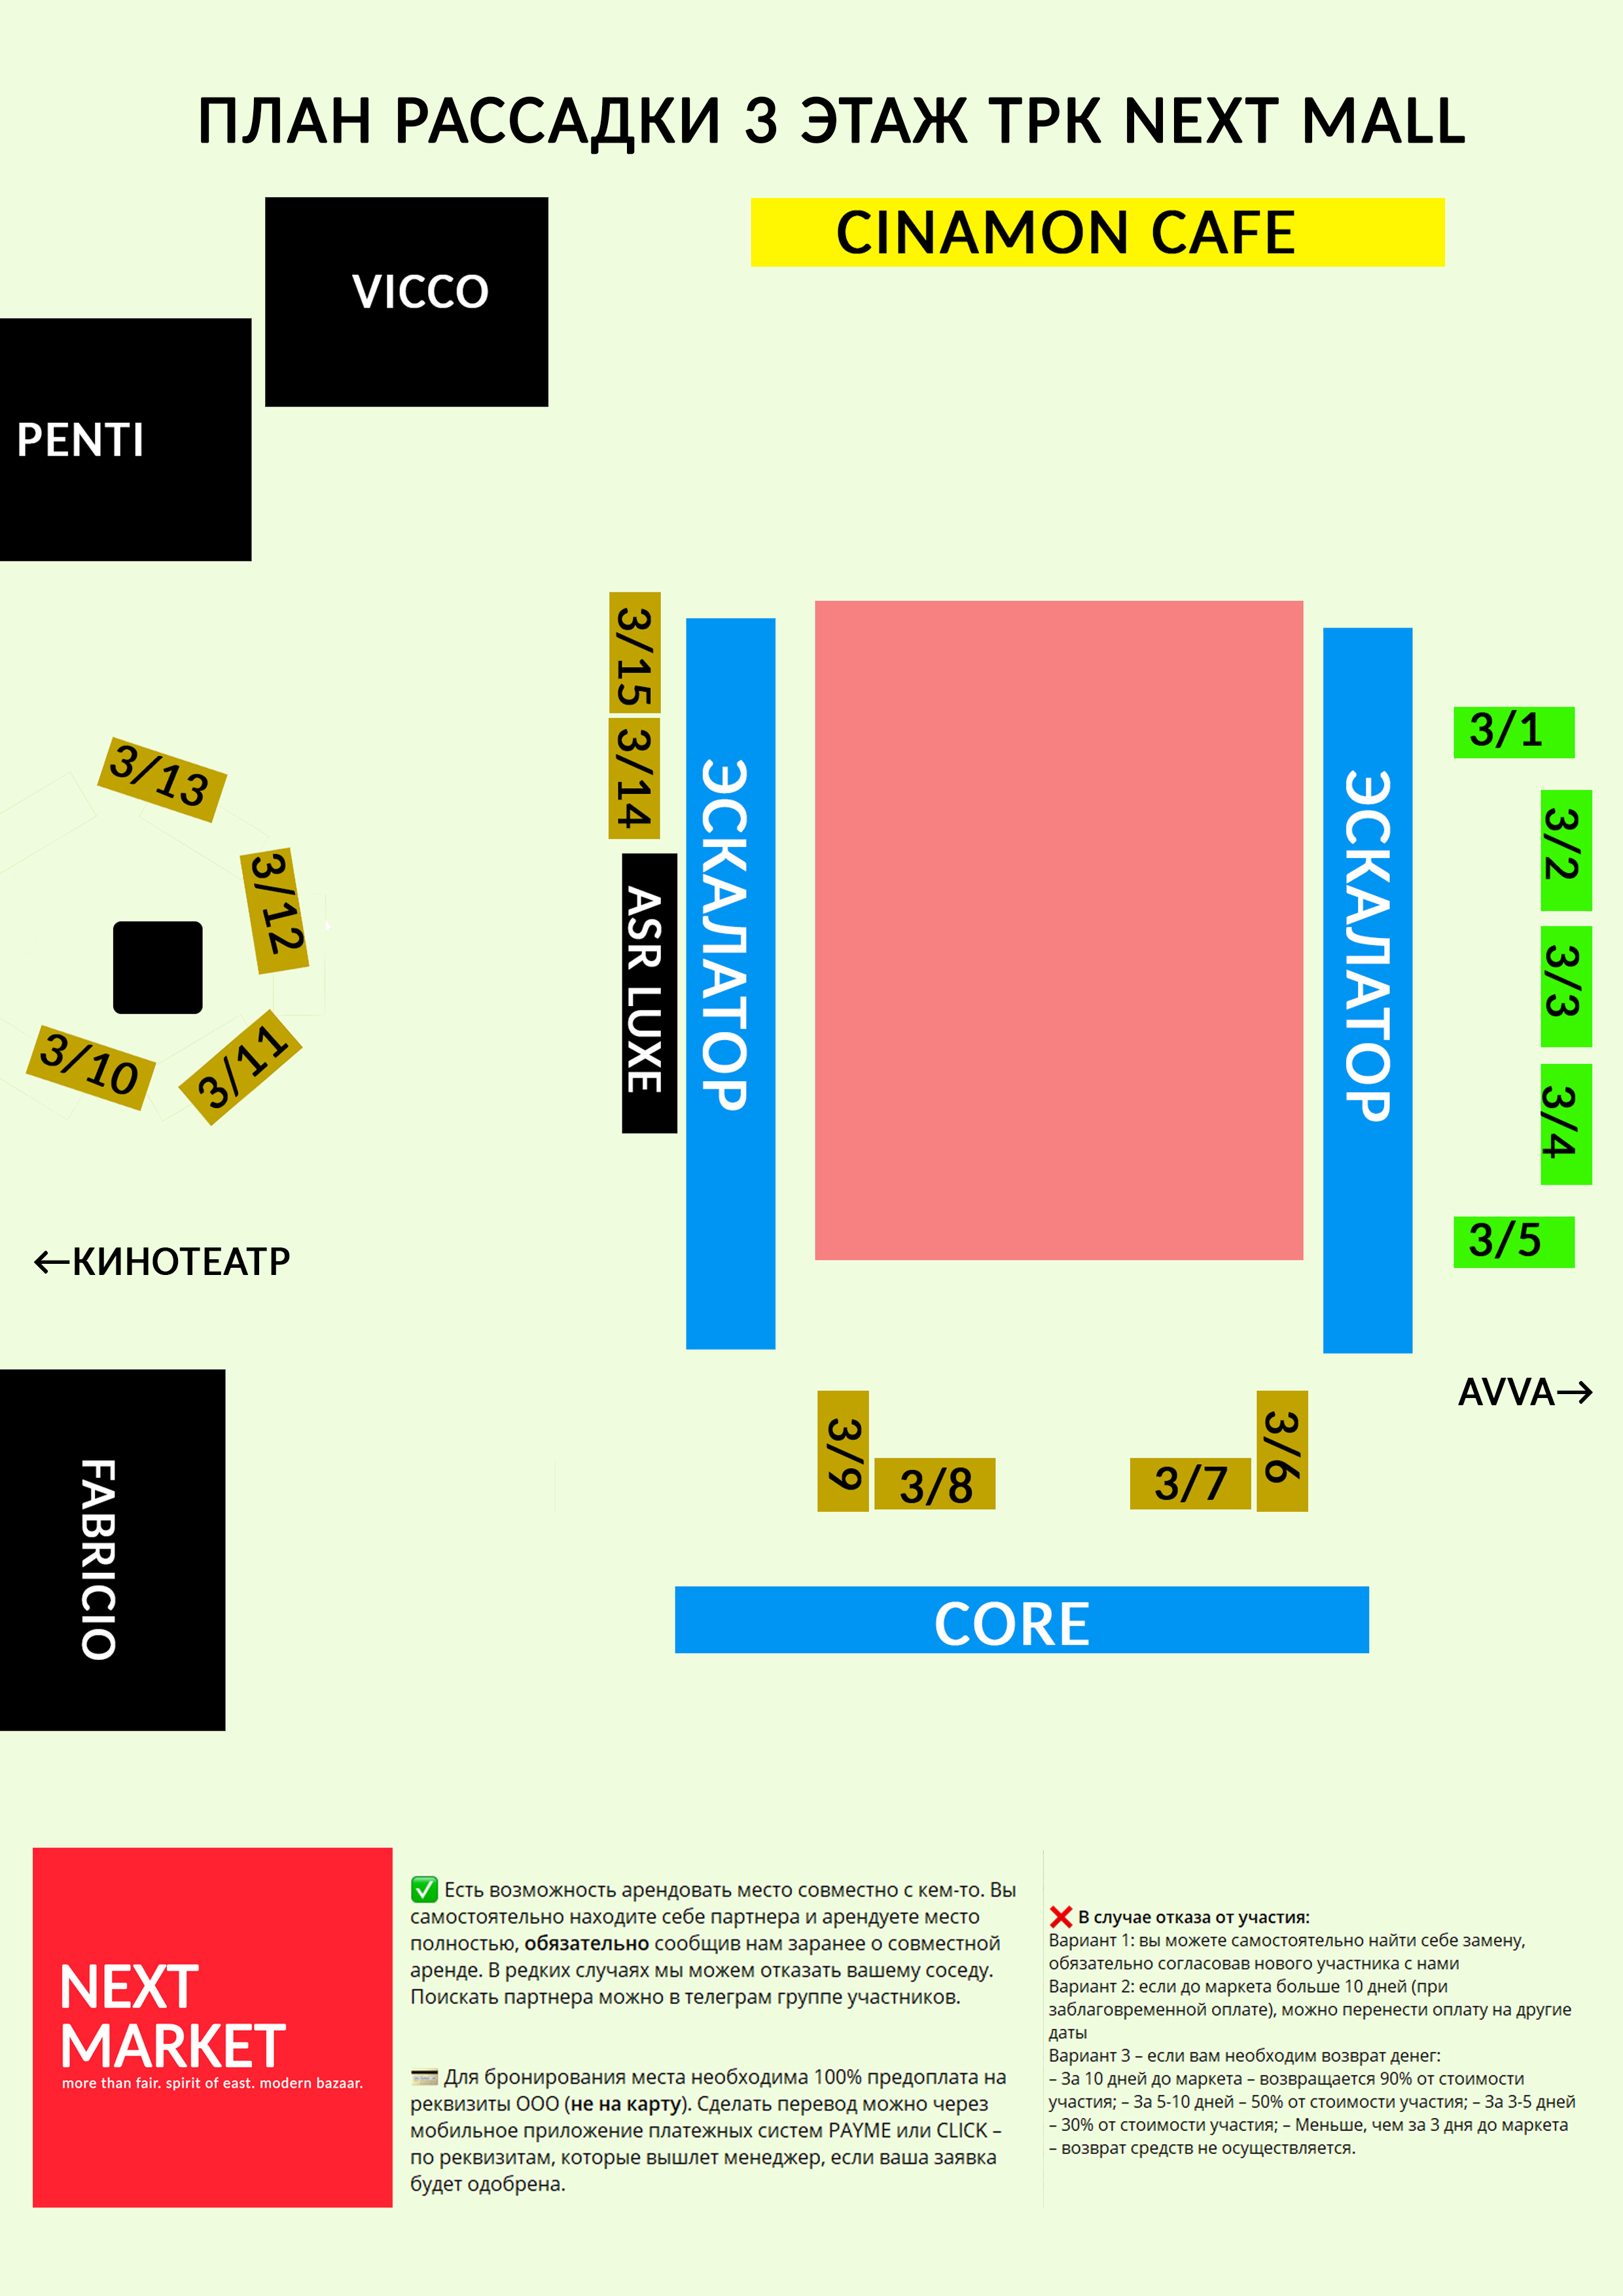 ПЛАН РАССАДКИ 3 ЭТАЖ ТРК NEXT MALL
CINAMON CAFE
VICCO
PENTI
3/15
3/14
ЭСКАЛАТОР
ASR LUXE
ЭСКАЛАТОР
3/1
3/2
3/3
3/4
3/5
3/13
3/12
3/11
3/10
←КИНОТЕАТР
AVVA→
FABRICIO
3/9
3/8
3/7
3/6
CORE
NEXT
MARKET
more than fair. spirit of east. modern bazaar.
✅ Есть возможность арендовать место совместно с кем-то. Вы
самостоятельно находите себе партнера и арендуете место
полностью, обязательно сообщив нам заранее о совместной
аренде. В редких случаях мы можем отказать вашему соседу.
Поискать партнера можно в телеграм группе участников.
💳 Для бронирования места необходима 100% предоплата на
реквизиты ООО (не на карту). Сделать перевод можно через
мобильное приложение платежных систем PAYME или CLICK –
по реквизитам, которые вышлет менеджер, если ваша заявка
будет одобрена.
❌ В случае отказа от участия:
Вариант 1: вы можете самостоятельно найти себе замену,
обязательно согласовав нового участника с нами
Вариант 2: если до маркета больше 10 дней (при
заблаговременной оплате), можно перенести оплату на другие
даты
Вариант 3 – если вам необходим возврат денег:
– За 10 дней до маркета – возвращается 90% от стоимости
участия; – За 5-10 дней – 50% от стоимости участия; – За 3-5 дней
– 30% от стоимости участия; – Меньше, чем за 3 дня до маркета
– возврат средств не осуществляется.